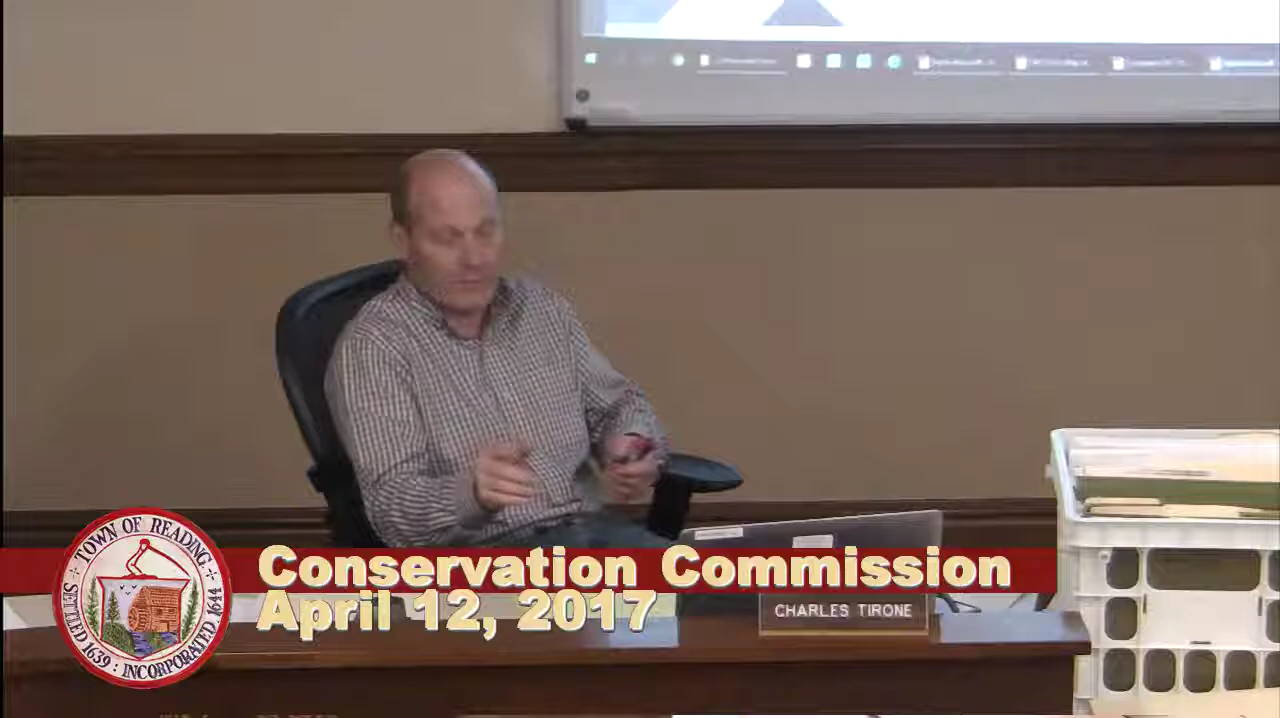 Conservation Commission
April 12, 2017
CHARLES TIRONE
TOWN OF READING
SETTLED 1639 : INCORPORATED 1644